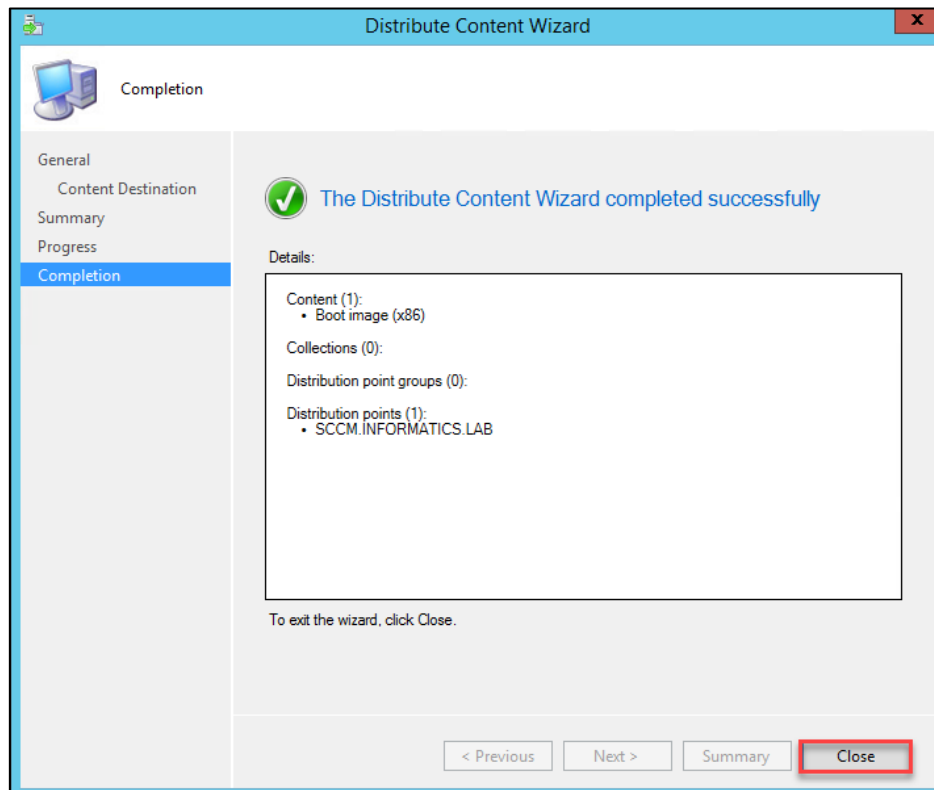 Distribute Content Wizard
x
Completion
General
Content Destination
Summary
Progress
Completion
The Distribute Content Wizard completed successfully
Details:
Content (1):
• Boot image (x86)
Collections (0):
Distribution point groups (0):
Distribution points (1):
• SCCM.INFORMATICS.LAB
To exit the wizard, click Close.
< Previous
Next >
Summary
Close